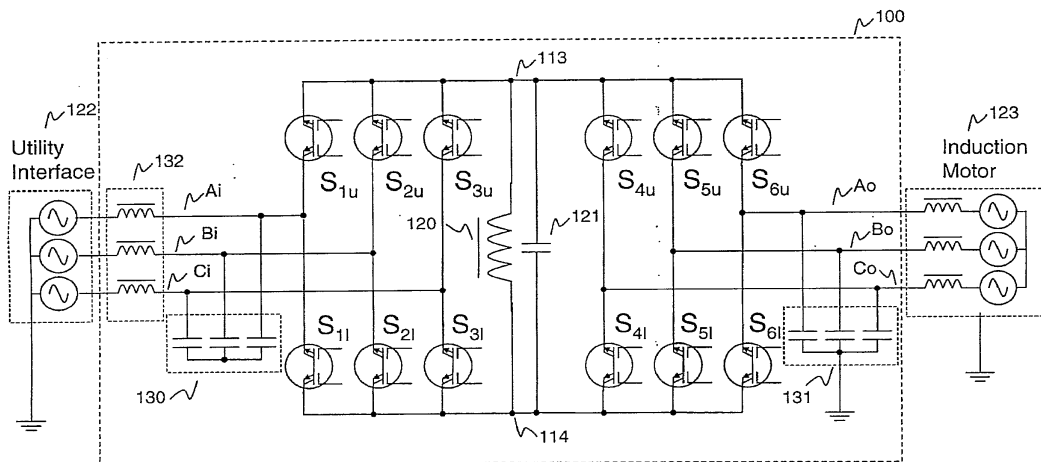 100
113
122
Utility
Interface
132
Ai
Bi
Ci
S1u
S2u
S3u
120
121
S4u
S5u
S6u
Ao
Bo
Co
123
Induction
Motor
S1l
S2l
S3l
S4l
S5l
S6l
130
131
114